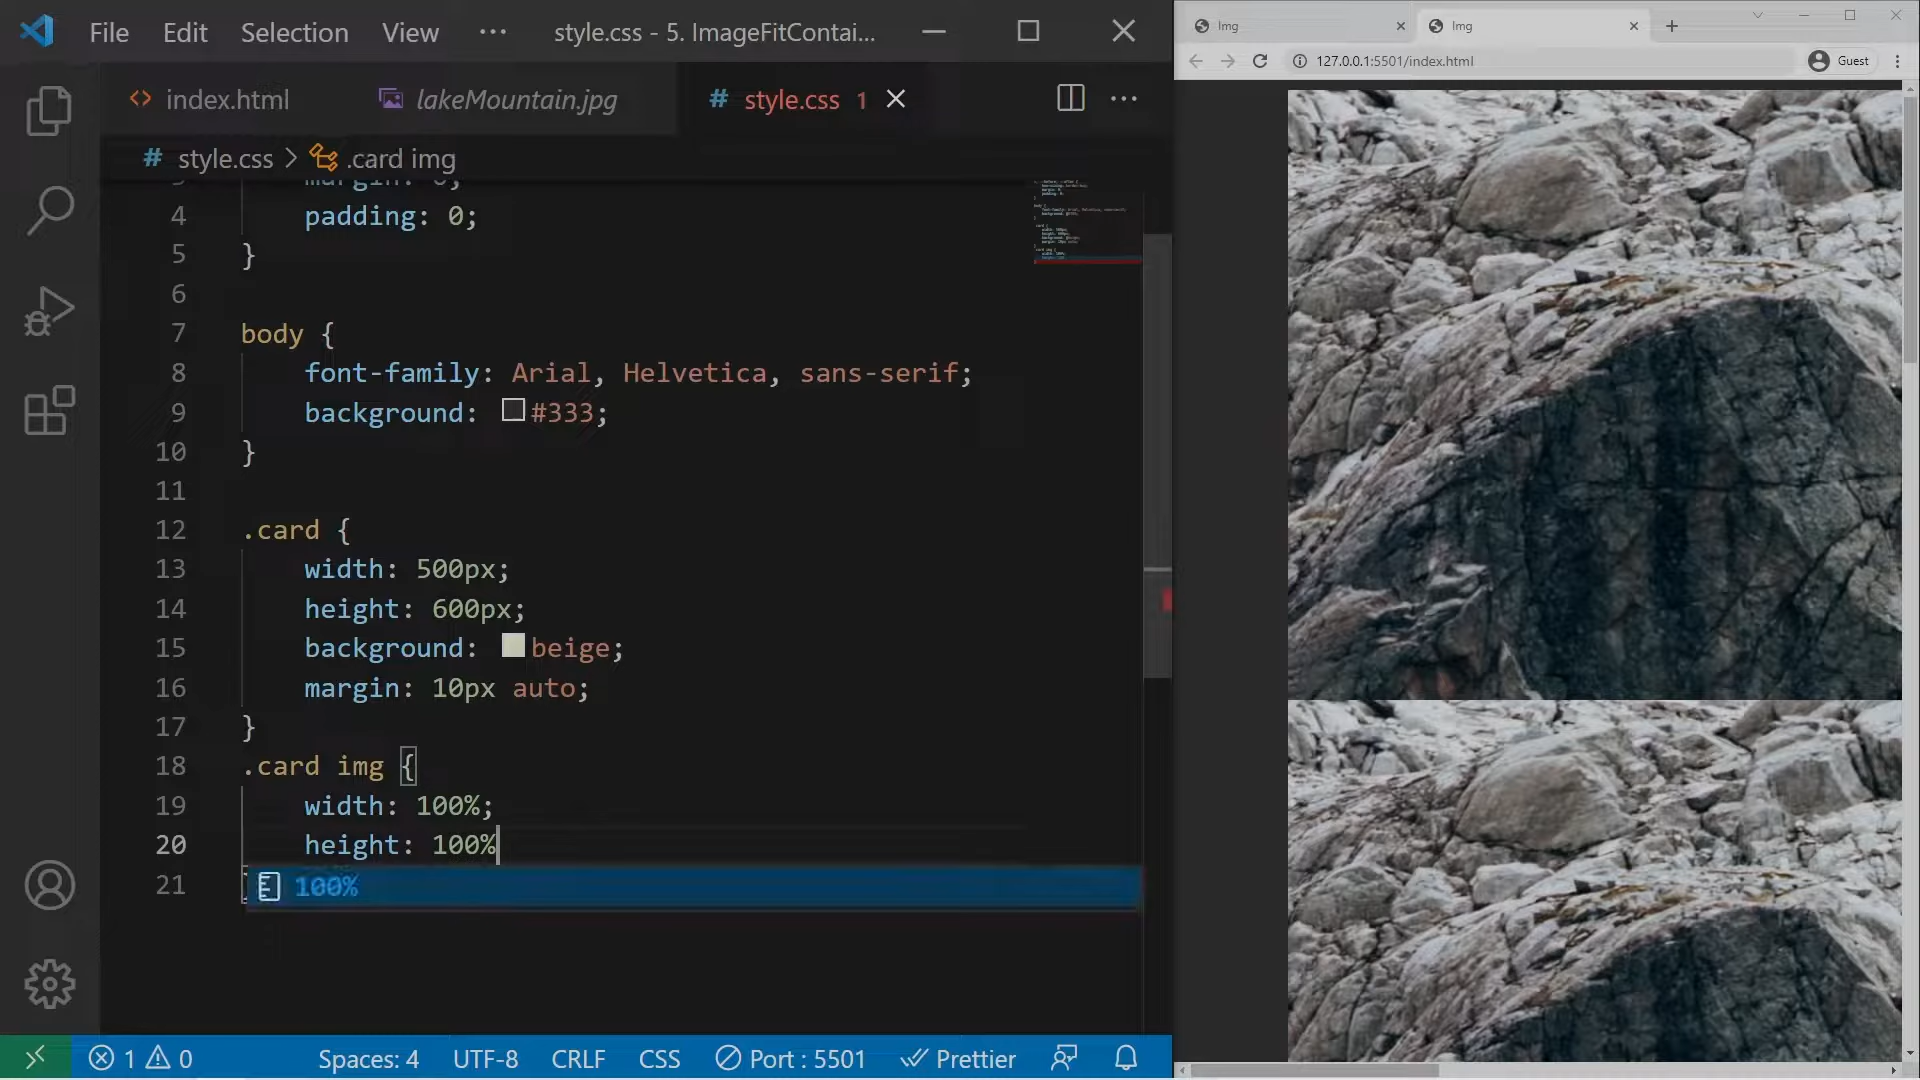 File Edit Selection View ··· style.css - 5. ImageFitContai...
index.html lakeMountain.jpg # style.css 1
# style.css > .card img
3 margin: 0;
4 padding: 0;
5 }
6
7 body {
8 font-family: Arial, Helvetica, sans-serif;
9 background: #333;
10 }
11
12 .card {
13 width: 500px;
14 height: 600px;
15 background: beige;
16 margin: 10px auto;
17 }
18 .card img {
19 width: 100%;
20 height: 100%
21 100%
1 0 Spaces: 4 UTF-8 CRLF CSS Port : 5501 Prettier
Img Img
127.0.0.1:5501/index.html Guest